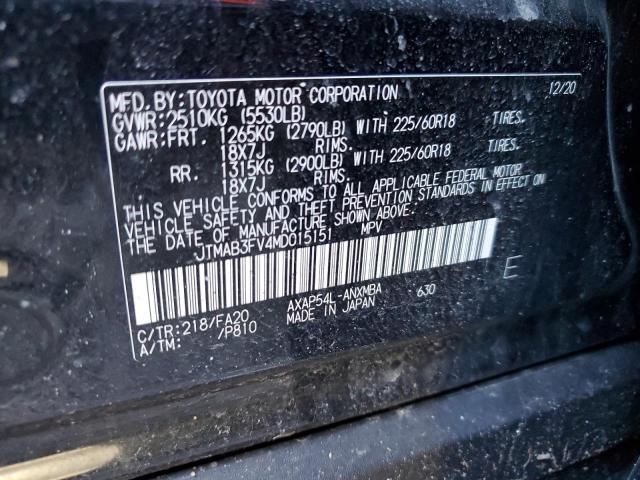 MFD.BY:TOYOTA MOTOR CORPORATION 12/20
GVWR:2510KG (5530LB)
GAWR:FRT. 1265KG (2790LB) WITH 225/60R18 TIRES.
18X7J RIMS.
RR. 1315KG (2900LB) WITH 225/60R18 TIRES.
18X7J RIMS.
THIS VEHICLE CONFORMS TO ALL APPLICABLE FEDERAL MOTOR
VEHICLE SAFETY AND THEFT PREVENTION STANDARDS IN EFFECT ON
THE DATE OF MANUFACTURE SHOWN ABOVE.
JTMAB3FV4MD015151 MPV
E
C/TR:218/FA20 AXAP54L-ANXMBA 630
A/TM: /P810 MADE IN JAPAN